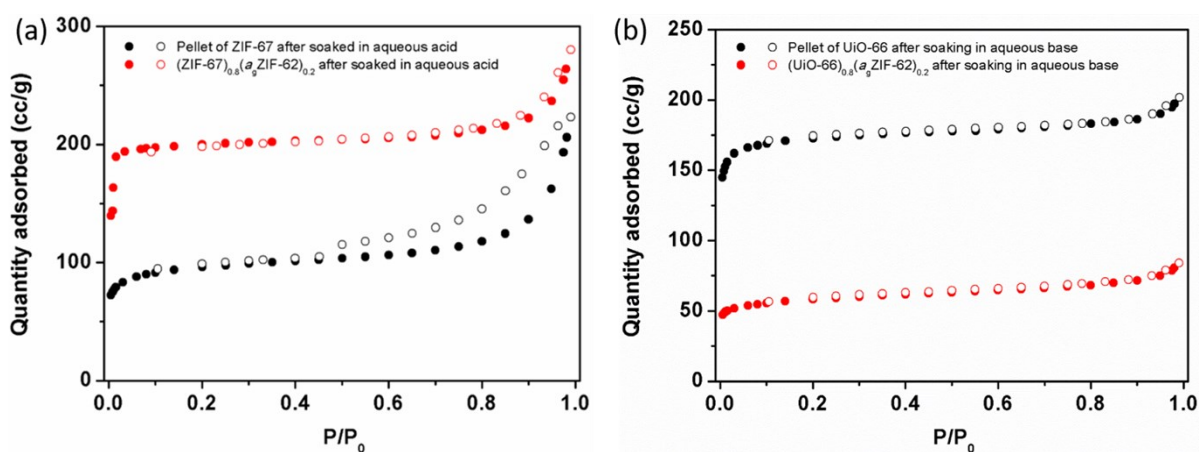 (a)
Pellet of ZIF-67 after soaked in aqueous acid
(ZIF-67)0.8(agZIF-62)0.2 after soaked in aqueous acid
Quantity adsorbed (cc/g)
300
200
100
0
0.0 0.2 0.4 0.6 0.8 1.0
P/P0
(b)
Pellet of UiO-66 after soaking in aqueous base
(UiO-66)0.8(agZIF-62)0.2 after soaking in aqueous base
Quantity adsorbed (cc/g)
250
200
150
100
50
0
0.0 0.2 0.4 0.6 0.8 1.0
P/P0